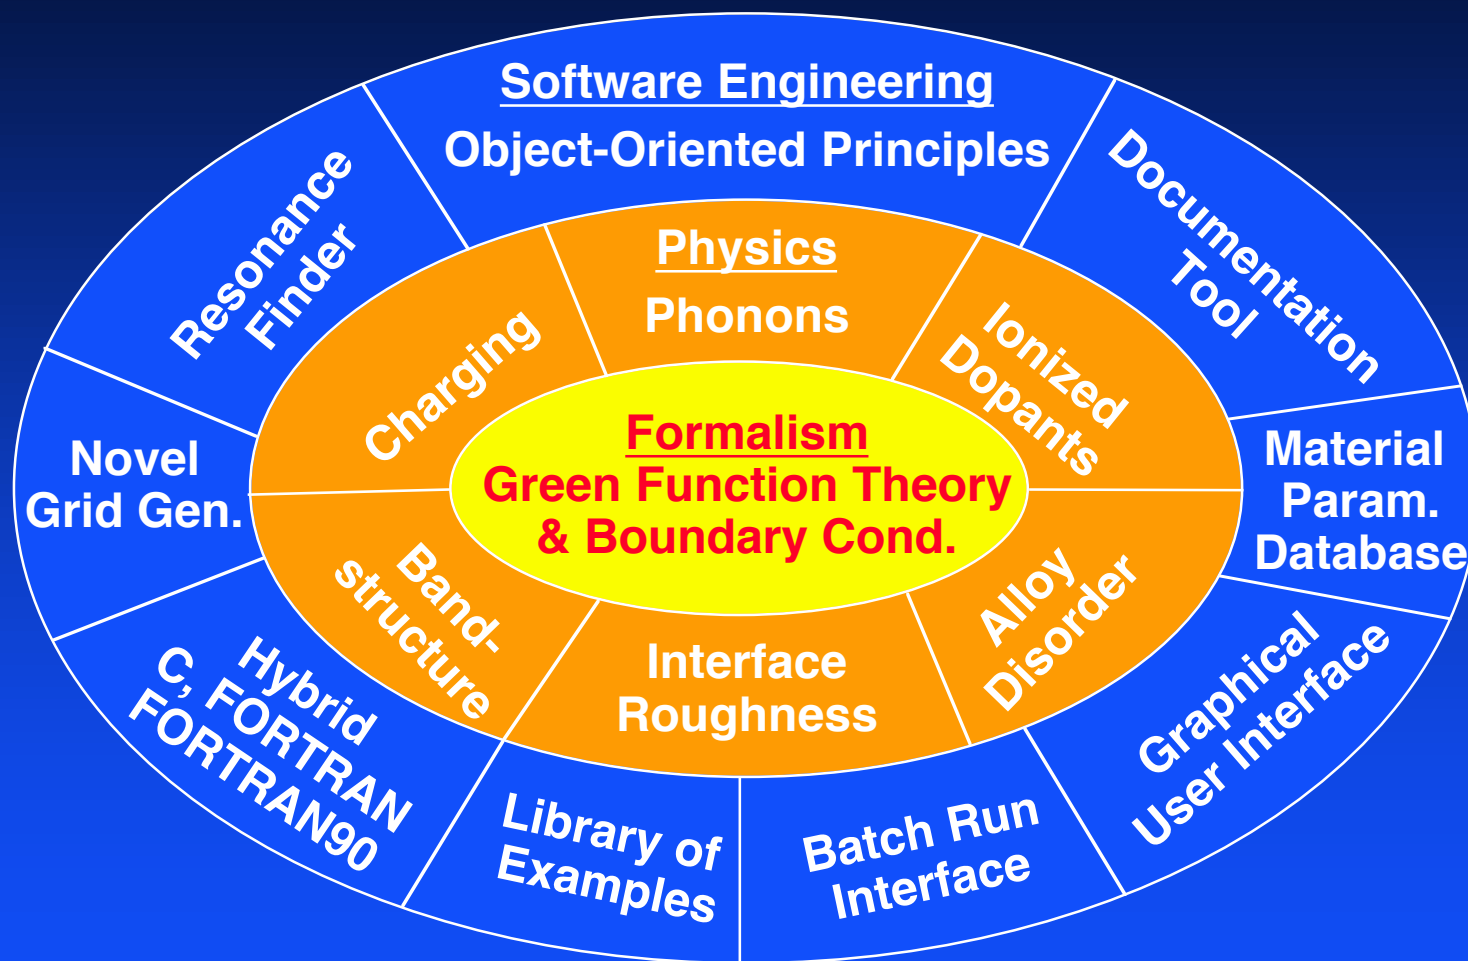 Software Engineering
Object-Oriented Principles
Documentation
Tool
Material
Param.
Database
Graphical
User Interface
Batch Run
Interface
Library of
Examples
Hybrid
C, FORTRAN
FORTRAN90
Novel
Grid Gen.
Resonance
Finder
Physics
Phonons
Ionized
Dopants
Alloy
Disorder
Interface
Roughness
Band-
structure
Charging
Formalism
Green Function Theory
& Boundary Cond.